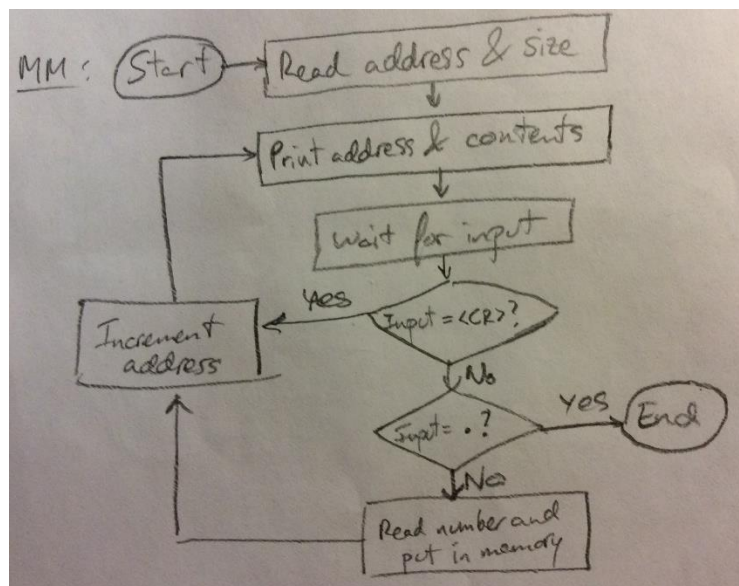 MM: Start Read address & size
Print address & contents
Wait for input
Yes
Input = <CR>?
Increment
address
No
Input = . ?
Yes
End
No
Read number and
put in memory